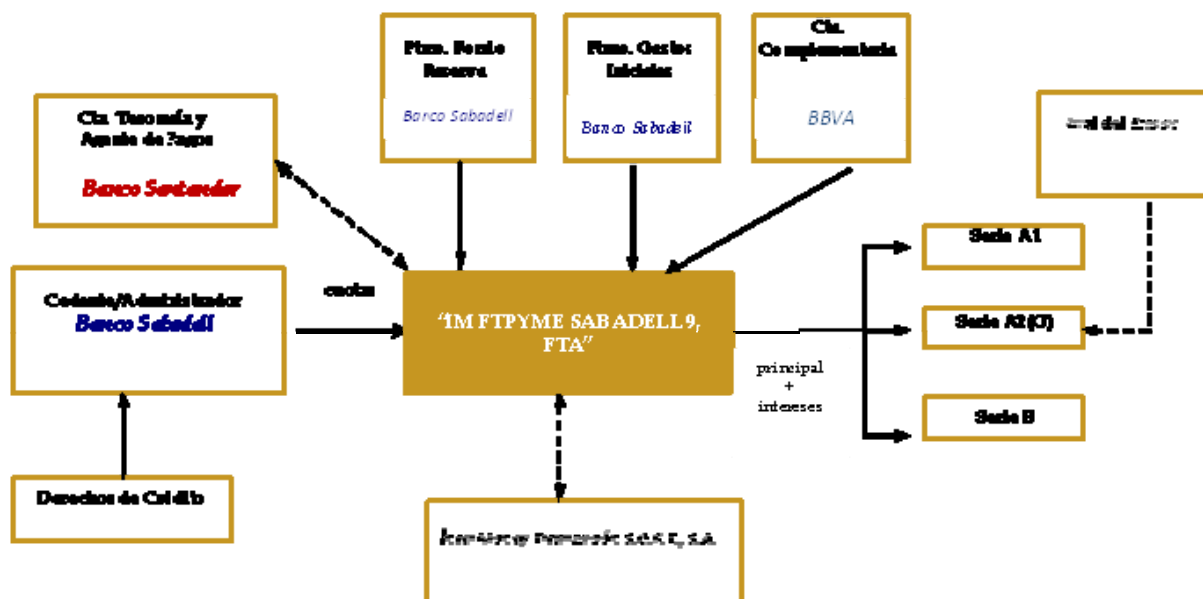 Ptmo. Fondo
Reserva
Barco Sabadell
Ptmo. Gastos
Iniciales
Banco Sabadell
Cta.
Complementaria
BBVA
Cta. Tesorería y
Agente de Pagos
Banco Santander
Aval del
Serie A1
Cedente/Administrador
Banco Sabadell
cuotas
"IM FTPYME SABADELL 9,
FTA"
Serie A2(G)
principal
+
intereses
Serie B
Derechos de Crédito
S.G.F.T., S.A.